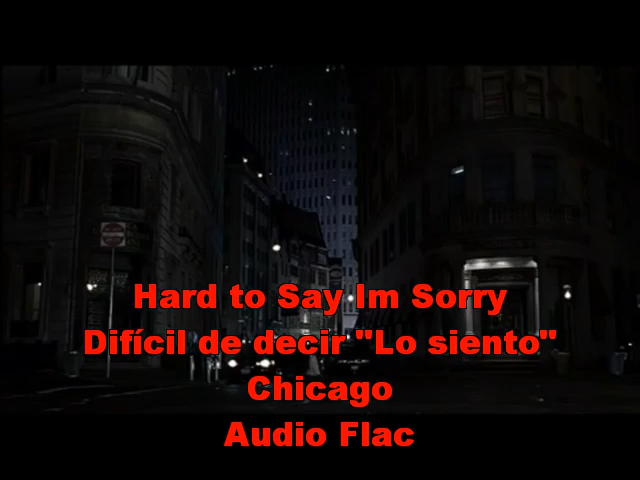 Hard to Say Im Sorry
Difícil de decir "Lo siento"
Chicago
Audio Flac